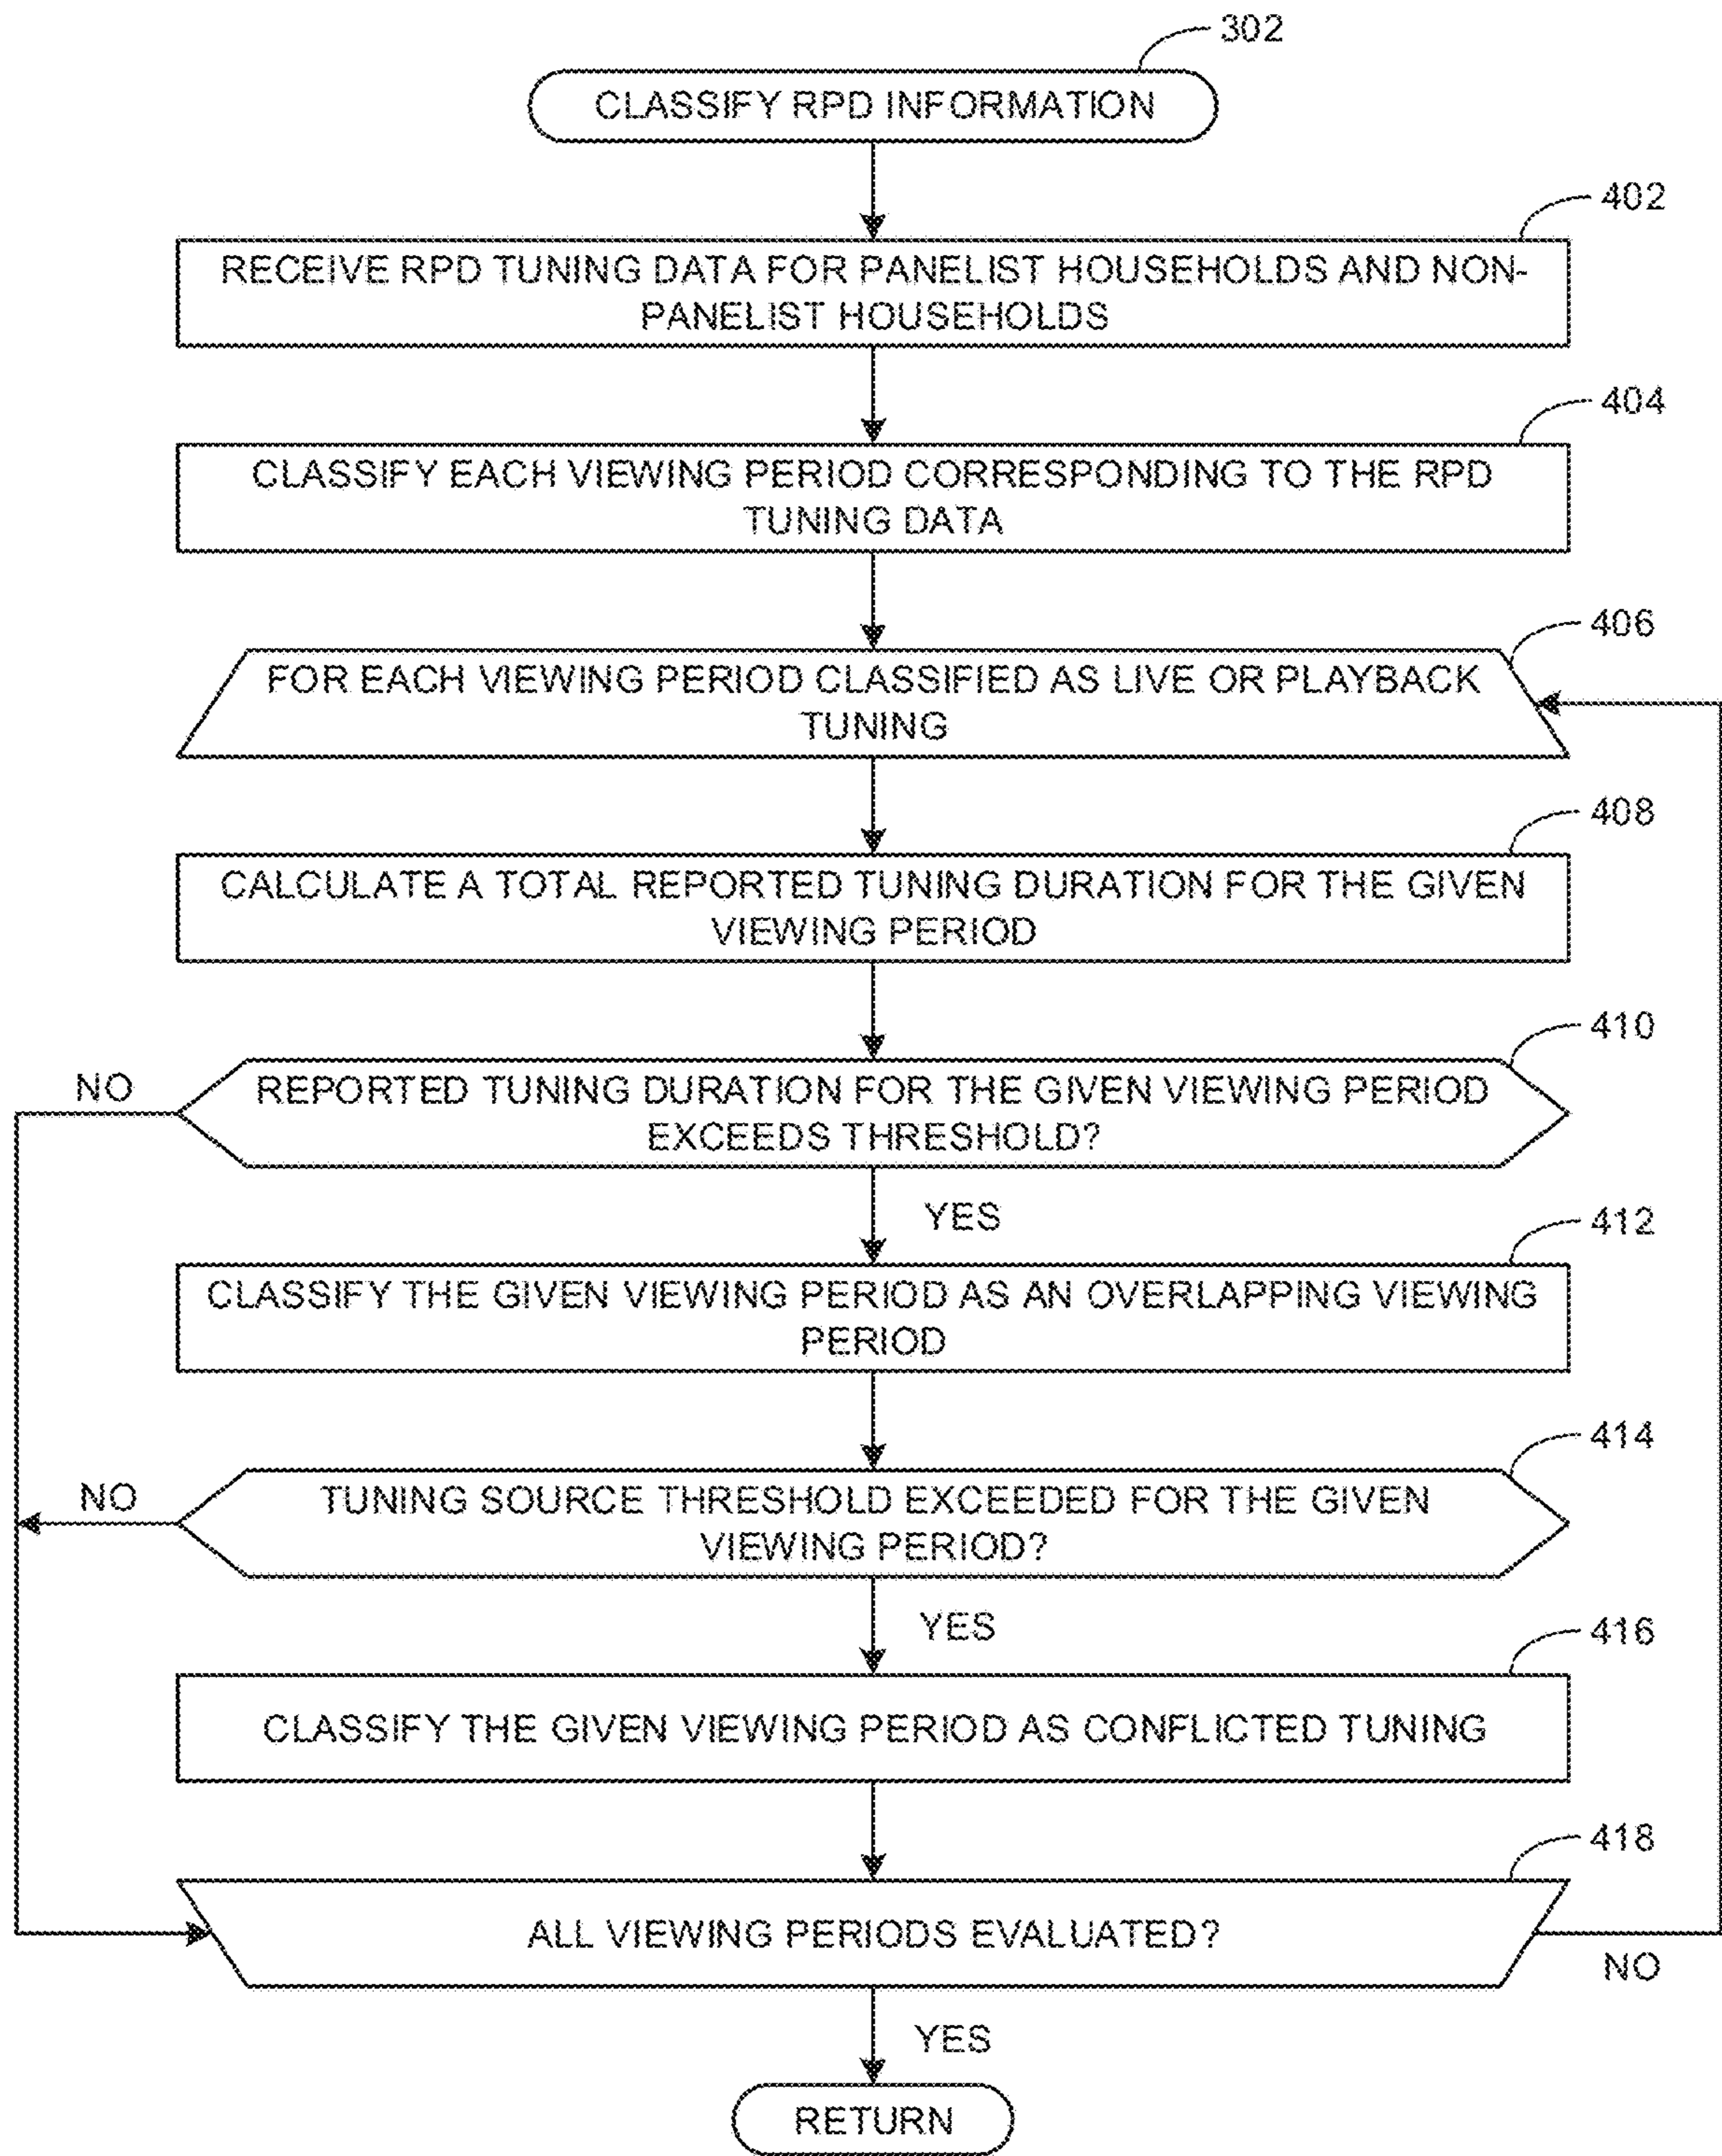 302
CLASSIFY RPD INFORMATION
402
RECEIVE RPD TUNING DATA FOR PANELIST HOUSEHOLDS AND NON-
PANELIST HOUSEHOLDS
404
CLASSIFY EACH VIEWING PERIOD CORRESPONDING TO THE RPD
TUNING DATA
406
FOR EACH VIEWING PERIOD CLASSIFIED AS LIVE OR PLAYBACK
TUNING
408
CALCULATE A TOTAL REPORTED TUNING DURATION FOR THE GIVEN
VIEWING PERIOD
410
NO
REPORTED TUNING DURATION FOR THE GIVEN VIEWING PERIOD
EXCEEDS THRESHOLD?
YES
412
CLASSIFY THE GIVEN VIEWING PERIOD AS AN OVERLAPPING VIEWING
PERIOD
414
NO
TUNING SOURCE THRESHOLD EXCEEDED FOR THE GIVEN
VIEWING PERIOD?
YES
416
CLASSIFY THE GIVEN VIEWING PERIOD AS CONFLICTED TUNING
418
ALL VIEWING PERIODS EVALUATED?
NO
YES
RETURN